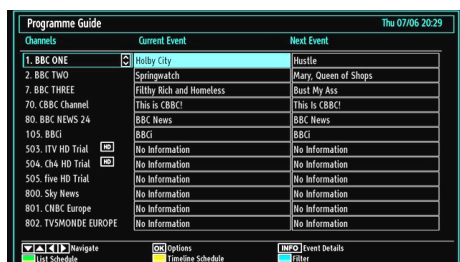 Programme Guide Thu 07/06 20:29
Channels Current Event Next Event
1. BBC ONE Holby City Hustle
2. BBC TWO Springwatch Mary, Queen of Shops
7. BBC THREE Filthy Rich and Homeless Bust My Ass
70. CBBC Channel This is CBBC! This Is CBBC!
80. BBC NEWS 24 BBC News BBC News
105. BBCi BBCi BBCi
503. ITV HD Trial HD No Information No Information
504. Ch4 HD Trial HD No Information No Information
505. five HD Trial No Information No Information
800. Sky News No Information No Information
801. CNBC Europe No Information No Information
802. TV5MONDE EUROPE No Information No Information
Navigate OK Options INFO Event Details
List Schedule Timeline Schedule Filter